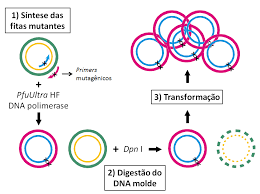 1) Síntese das
fitas mutantes
Primers
mutagênicos
+
PfuUltra HF
DNA polimerase
3) Transformação
+ Dpn I
2) Digestão do
DNA molde